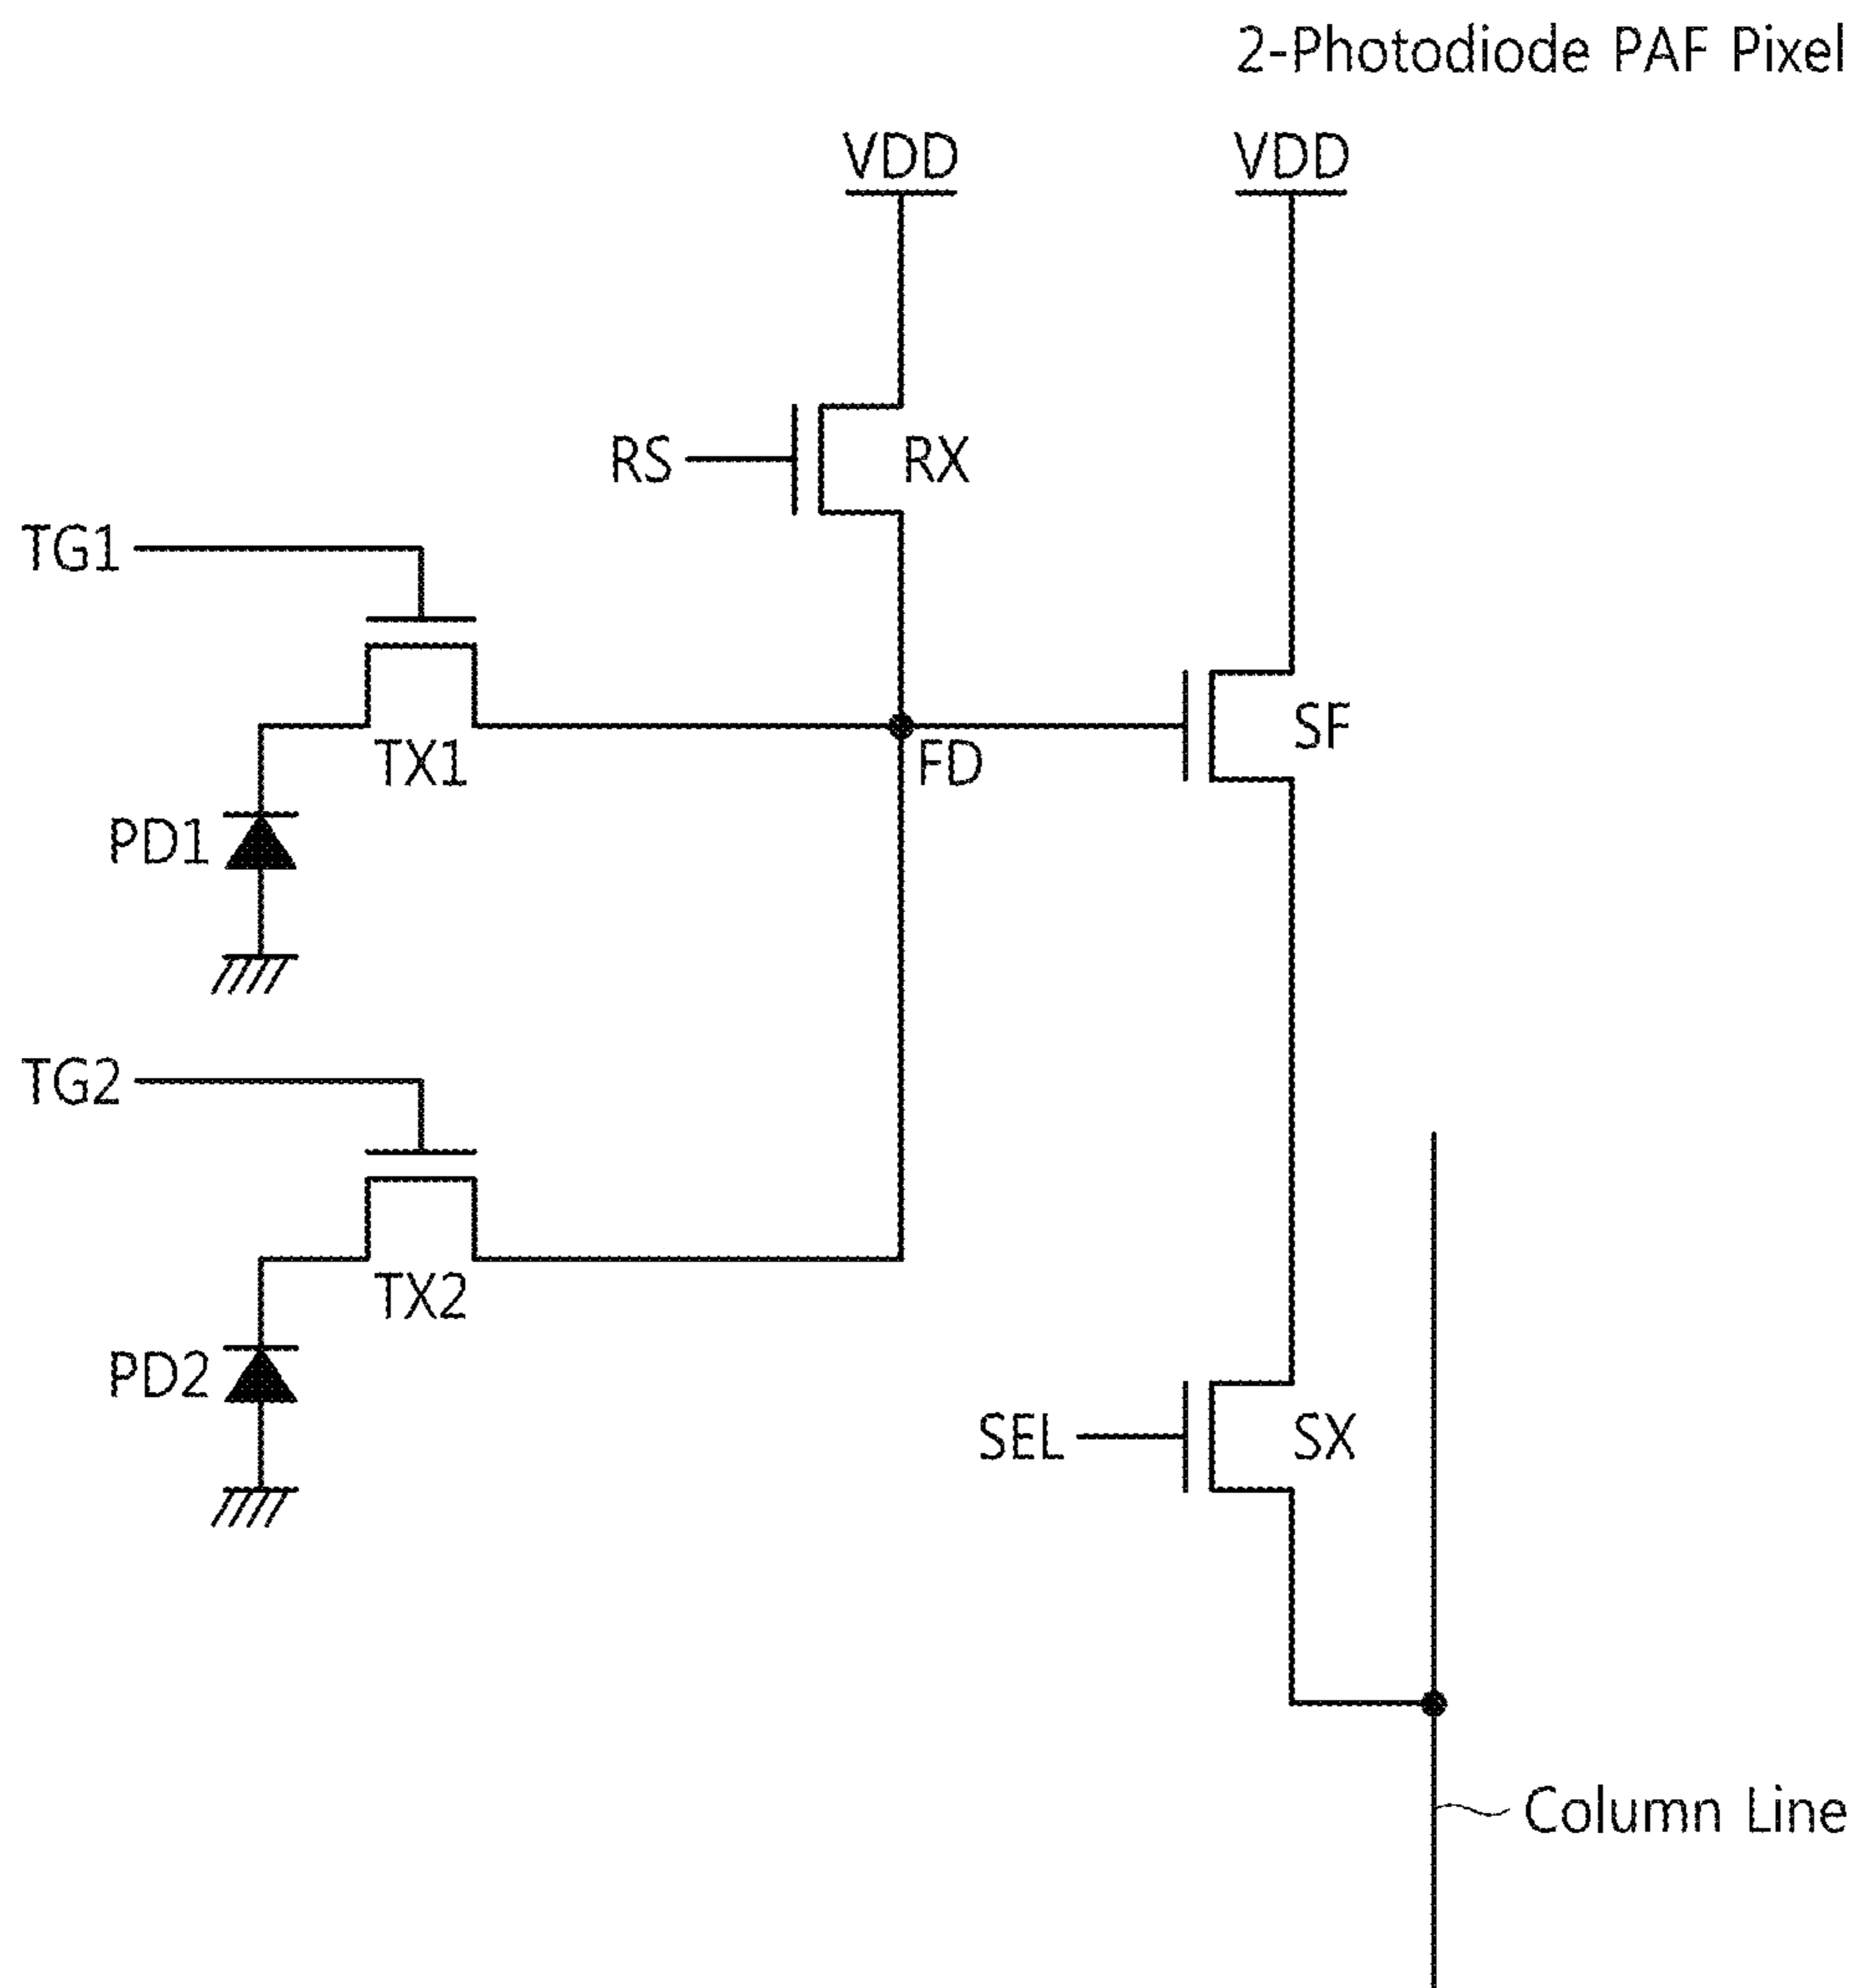 2-Photodiode PAF Pixel
VDD
VDD
RS
RX
TG1
TX1
FD
SF
PD1
TG2
TX2
PD2
SEL
SX
Column Line